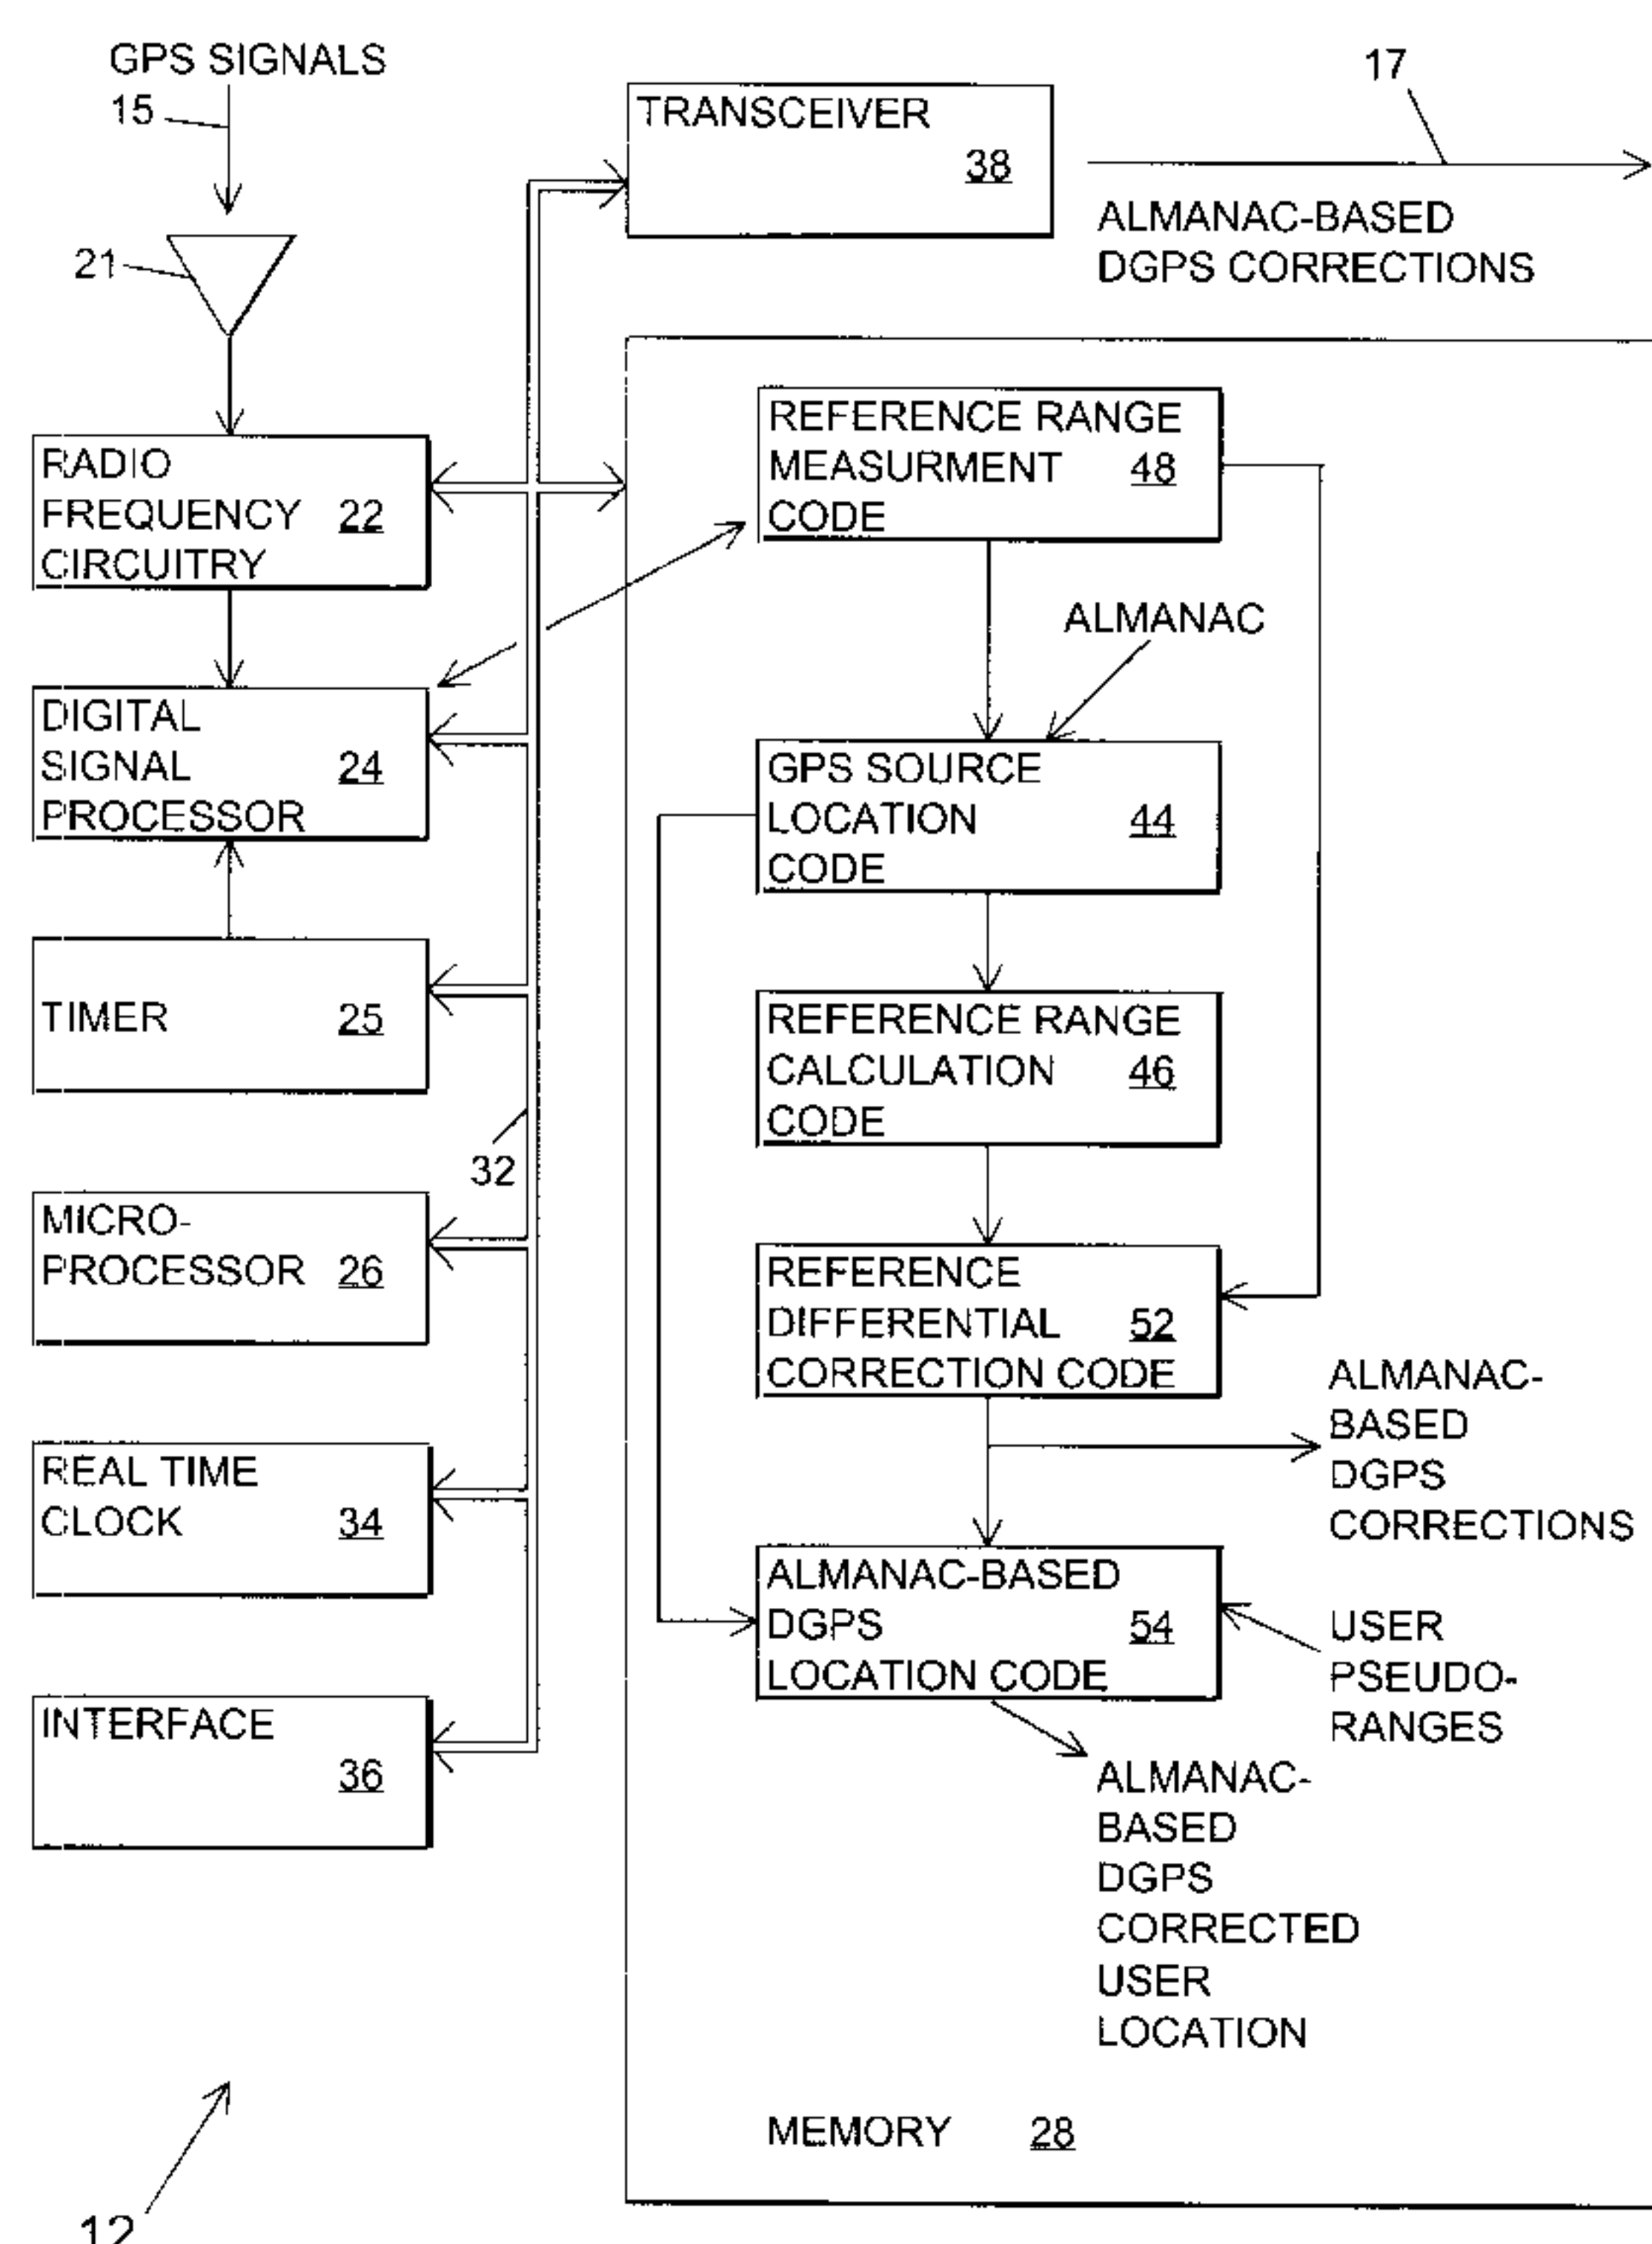 GPS SIGNALS
15
21
RADIO
FREQUENCY 22
CIRCUITRY
DIGITAL
SIGNAL 24
PROCESSOR
TIMER 25
32
MICRO-
PROCESSOR 26
REAL TIME
CLOCK 34
INTERFACE
36
12
TRANSCEIVER
38
17
ALMANAC-BASED
DGPS CORRECTIONS
REFERENCE RANGE
MEASURMENT 48
CODE
ALMANAC
GPS SOURCE
LOCATION 44
CODE
REFERENCE RANGE
CALCULATION 46
CODE
REFERENCE
DIFFERENTIAL 52
CORRECTION CODE
ALMANAC-
BASED
DGPS
CORRECTIONS
ALMANAC-BASED
DGPS 54
LOCATION CODE
USER
PSEUDO-
RANGES
ALMANAC-
BASED
DGPS
CORRECTED
USER
LOCATION
MEMORY 28